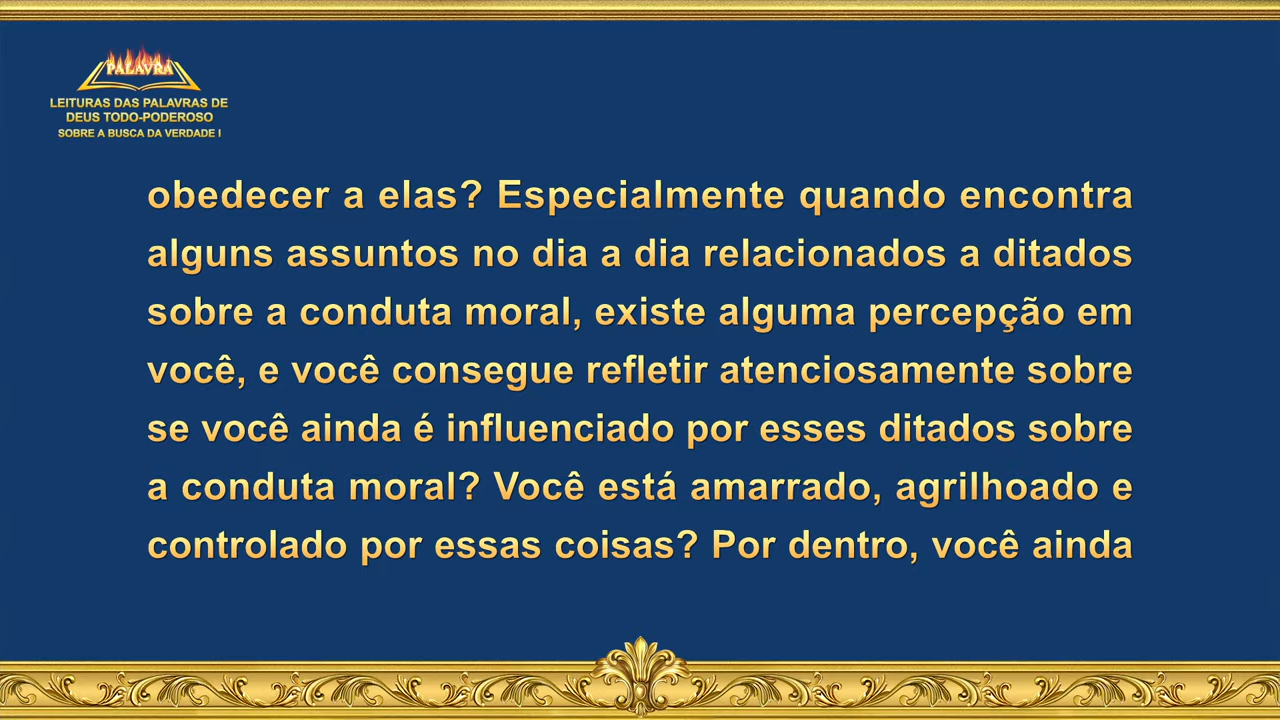 PALAVRA
LEITURAS DAS PALAVRAS DE
DEUS TODO-PODEROSO
SOBRE A BUSCA DA VERDADE I
obedecer a elas? Especialmente quando encontra
alguns assuntos no dia a dia relacionados a ditados
sobre a conduta moral, existe alguma percepção em
você, e você consegue refletir atenciosamente sobre
se você ainda é influenciado por esses ditados sobre
a conduta moral? Você está amarrado, agrilhoado e
controlado por essas coisas? Por dentro, você ainda